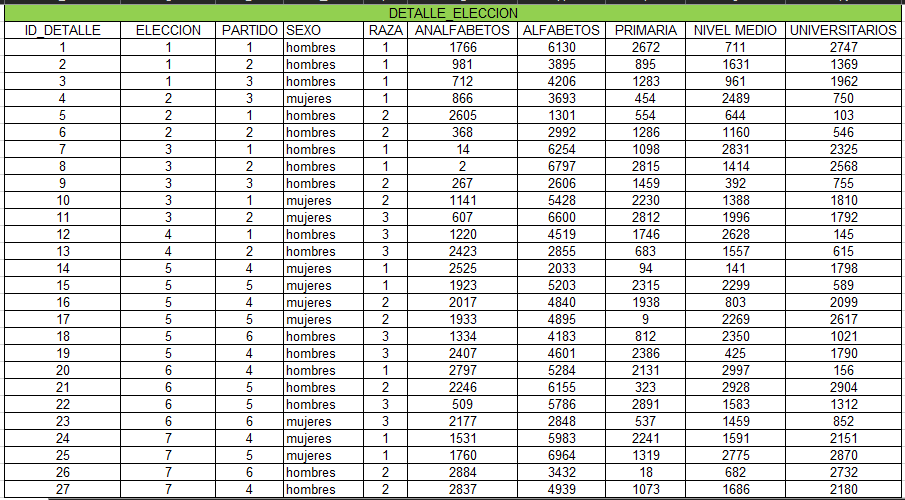 DETALLE_ELECCION
ID_DETALLE ELECCION PARTIDO SEXO RAZA ANALFABETOS ALFABETOS PRIMARIA NIVEL MEDIO UNIVERSITARIOS
1 1 1 hombres 1 1766 6130 2672 711 2747
2 1 2 hombres 1 981 3895 895 1631 1369
3 1 3 hombres 1 712 4206 1283 961 1962
4 2 3 mujeres 1 866 3693 454 2489 750
5 2 1 hombres 2 2605 1301 554 644 103
6 2 2 hombres 2 368 2992 1286 1160 546
7 3 1 hombres 1 14 6254 1098 2831 2325
8 3 2 hombres 1 2 6797 2815 1414 2568
9 3 3 hombres 2 267 2606 1459 392 755
10 3 1 mujeres 2 1141 5428 2230 1388 1810
11 3 2 mujeres 3 607 6600 2812 1996 1792
12 4 1 hombres 3 1220 4519 1746 2628 145
13 4 2 hombres 3 2423 2855 683 1557 615
14 5 4 mujeres 1 2525 2033 94 141 1798
15 5 5 mujeres 1 1923 5203 2315 2299 589
16 5 4 mujeres 2 2017 4840 1938 803 2099
17 5 5 mujeres 2 1933 4895 9 2269 2617
18 5 6 hombres 3 1334 4183 812 2350 1021
19 5 4 hombres 3 2407 4601 2386 425 1790
20 6 4 hombres 1 2797 5284 2131 2997 156
21 6 5 hombres 2 2246 6155 323 2928 2904
22 6 5 hombres 3 509 5786 2891 1583 1312
23 6 6 mujeres 3 2177 2848 537 1459 852
24 7 4 mujeres 1 1531 5983 2241 1591 2151
25 7 5 mujeres 1 1760 6964 1319 2775 2870
26 7 6 hombres 2 2884 3432 18 682 2732
27 7 4 hombres 2 2837 4939 1073 1686 2180